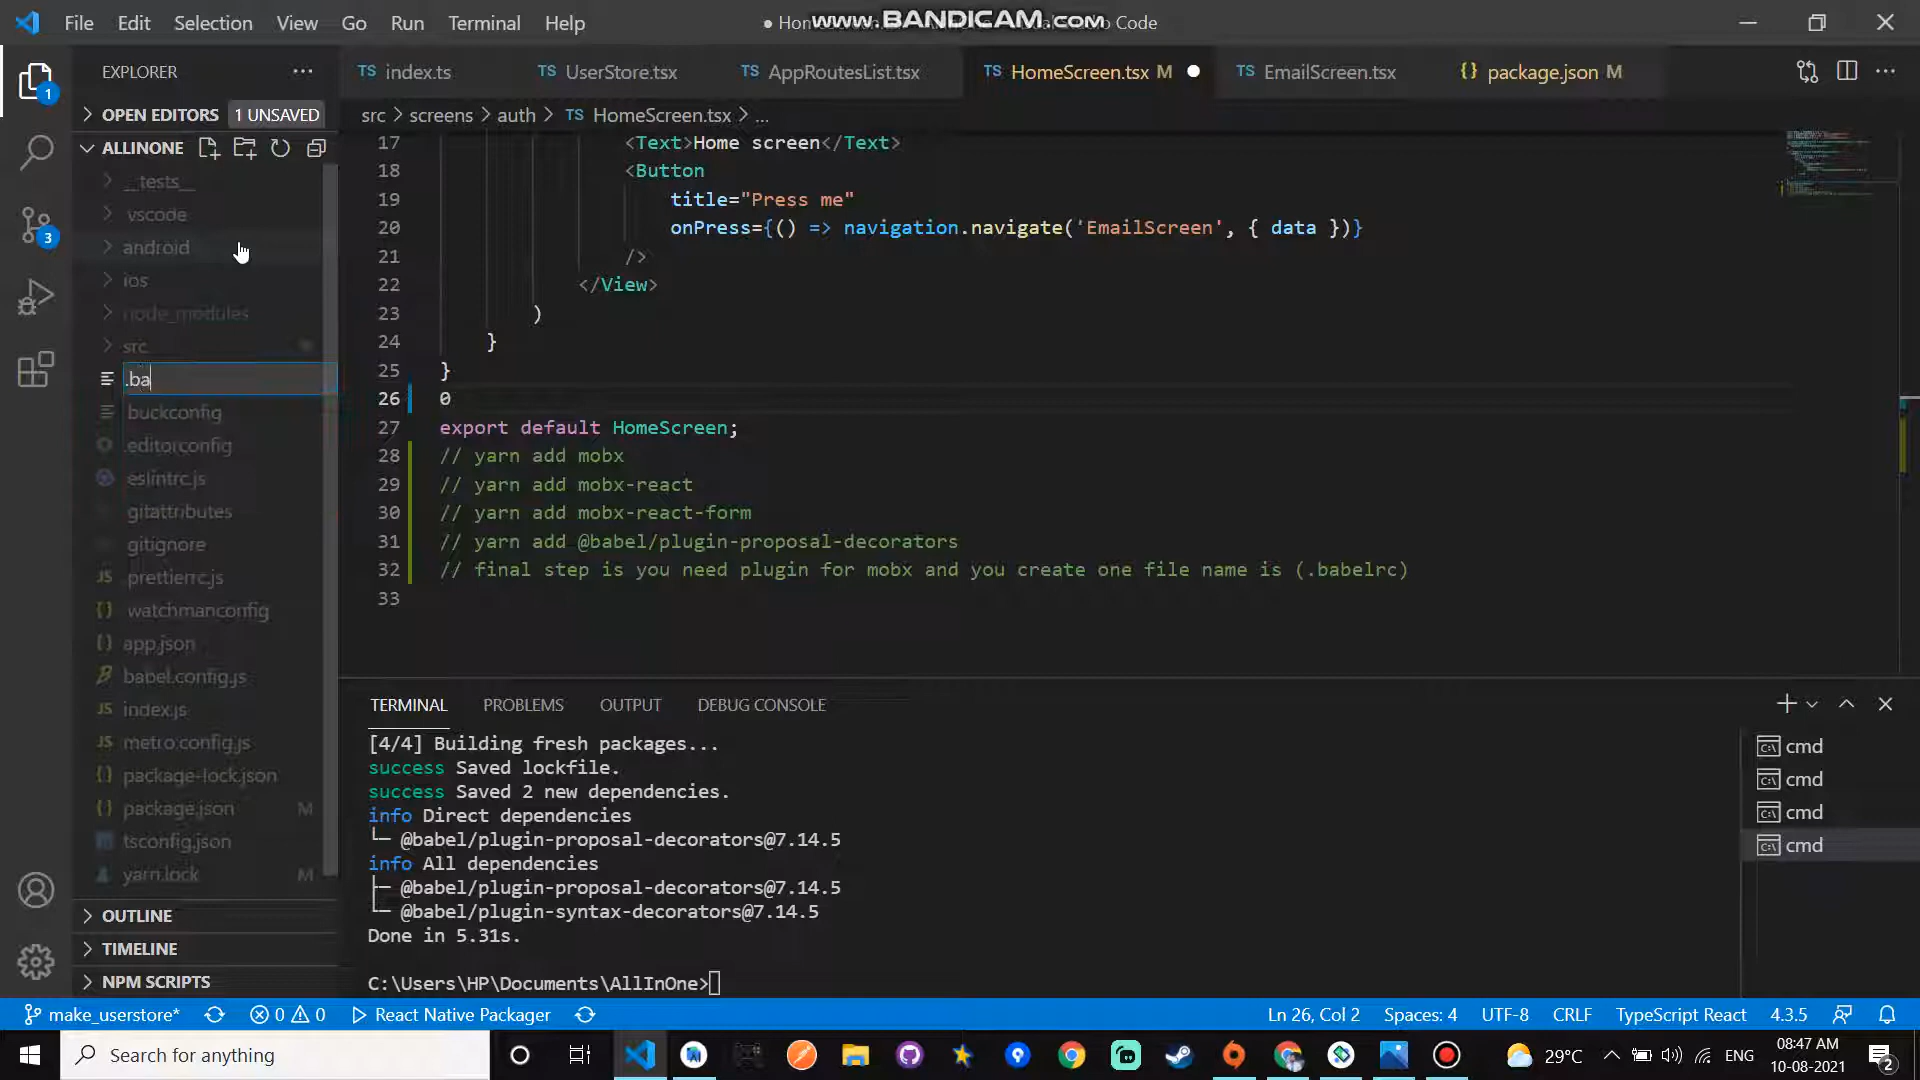 File Edit Selection View Go Run Terminal Help
www.BANDICAM.com
Code
EXPLORER
index.ts
UserStore.tsx
AppRoutesList.tsx
HomeScreen.tsx M
EmailScreen.tsx
package.json M
OPEN EDITORS 1 UNSAVED
src > screens > auth > TS HomeScreen.tsx > ...
ALLINONE
__tests__
.vscode
android
ios
node_modules
src
.ba
.buckconfig
.editorconfig
.eslintrc.js
.gitattributes
.gitignore
.prettierrc.js
.watchmanconfig
app.json
babel.config.js
index.js
metro.config.js
package-lock.json
package.json M
tsconfig.json
yarn.lock M
OUTLINE
TIMELINE
NPM SCRIPTS
17 <Text>Home screen</Text>
18 <Button
19 title="Press me"
20 onPress={() => navigation.navigate('EmailScreen', { data })}
21 />
22 </View>
23 )
24 }
25 }
26 0
27 export default HomeScreen;
28 // yarn add mobx
29 // yarn add mobx-react
30 // yarn add mobx-react-form
31 // yarn add @babel/plugin-proposal-decorators
32 // final step is you need plugin for mobx and you create one file name is (.babelrc)
33
TERMINAL PROBLEMS OUTPUT DEBUG CONSOLE
[4/4] Building fresh packages...
success Saved lockfile.
success Saved 2 new dependencies.
info Direct dependencies
└─ @babel/plugin-proposal-decorators@7.14.5
info All dependencies
├─ @babel/plugin-proposal-decorators@7.14.5
└─ @babel/plugin-syntax-decorators@7.14.5
Done in 5.31s.
C:\Users\HP\Documents\AllInOne>
cmd
cmd
cmd
cmd
make_userstore* 0 0 React Native Packager
Ln 26, Col 2 Spaces: 4 UTF-8 CRLF TypeScript React 4.3.5
Search for anything
29°C ENG
08:47 AM
10-08-2021
2
1
3